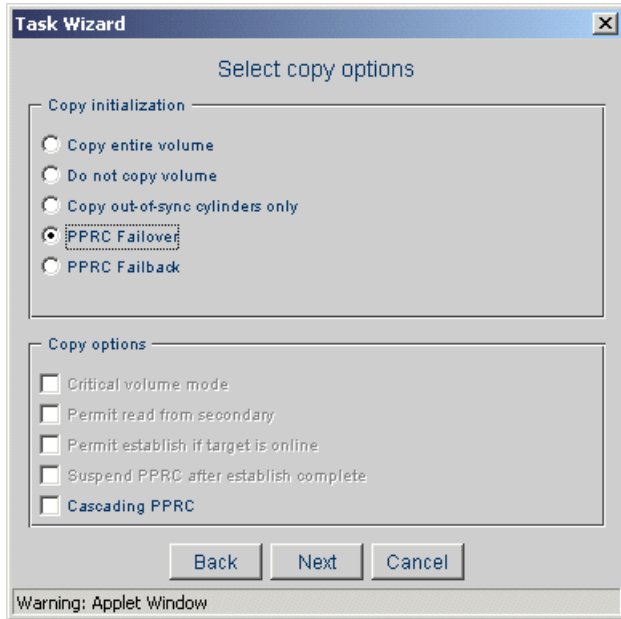 Task Wizard
Select copy options
Copy initialization
Copy entire volume
Do not copy volume
Copy out-of-sync cylinders only
PPRC Failover
PPRC Failback
Copy options
Critical volume mode
Permit read from secondary
Permit establish if target is online
Suspend PPRC after establish complete
Cascading PPRC
Back Next Cancel
Warning: Applet Window